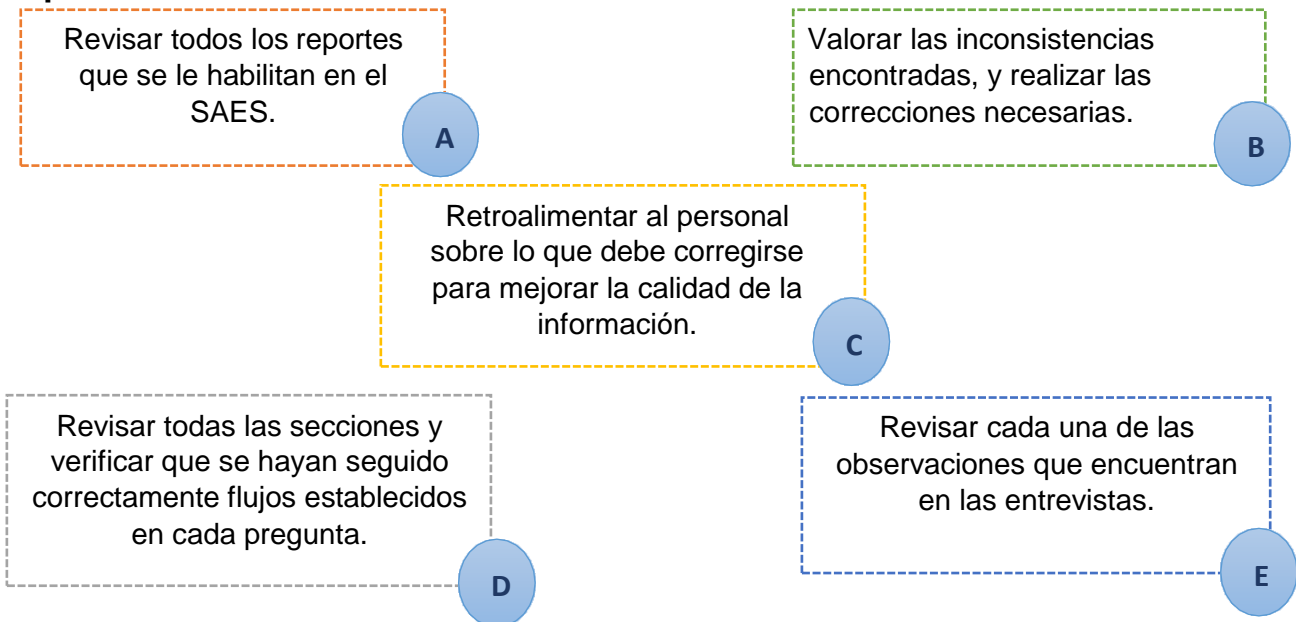 Revisar todos los reportes
que se le habilitan en el
SAES.
A
Valorar las inconsistencias
encontradas, y realizar las
correcciones necesarias.
B
Retroalimentar al personal
sobre lo que debe corregirse
para mejorar la calidad de la
información.
C
Revisar todas las secciones y
verificar que se hayan seguido
correctamente flujos establecidos
en cada pregunta.
D
Revisar cada una de las
observaciones que encuentran
en las entrevistas.
E